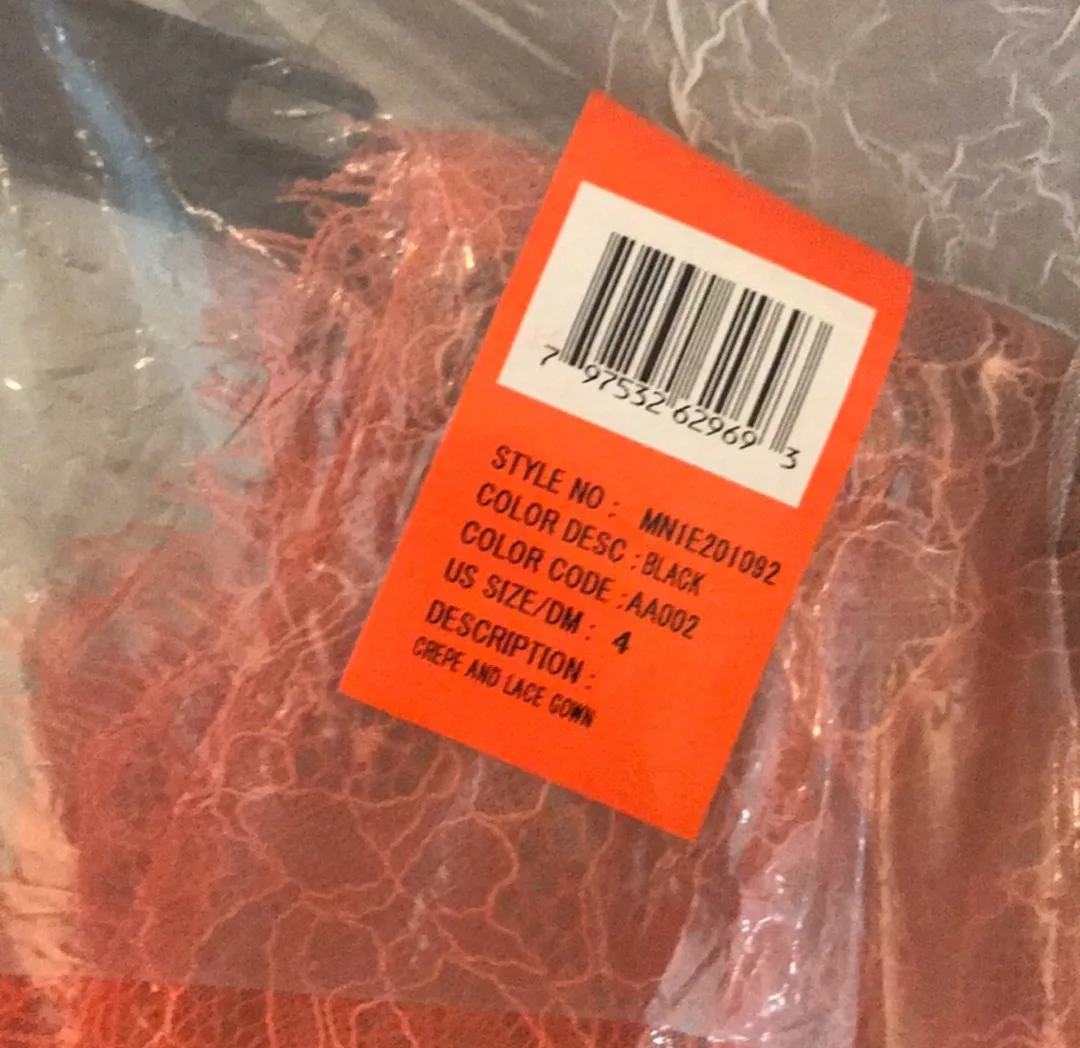 7 97532 62969 3
STYLE NO : MN1E201092
COLOR DESC : BLACK
COLOR CODE : AA002
US SIZE/DM : 4
DESCRIPTION :
CREPE AND LACE GOWN